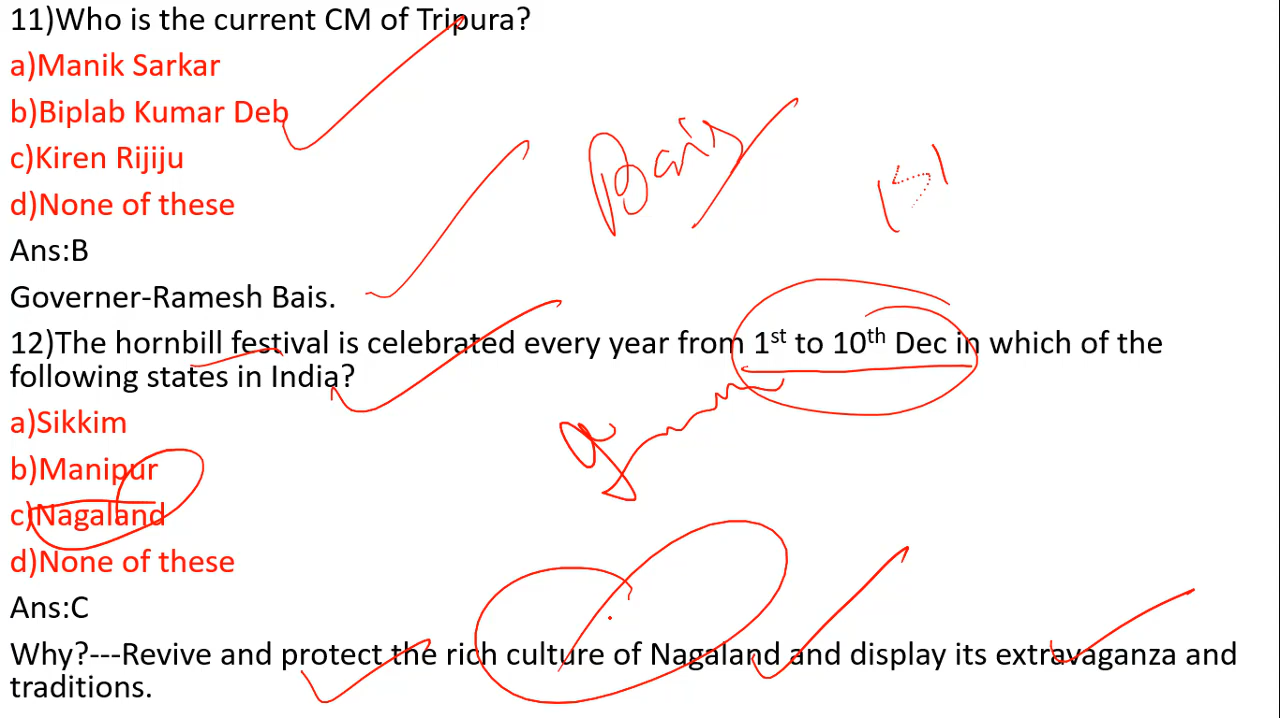 11)Who is the current CM of Tripura?
a)Manik Sarkar
b)Biplab Kumar Deb
c)Kiren Rijiju
d)None of these
Ans:B
Bais
Governer-Ramesh Bais.
12)The hornbill festival is celebrated every year from 1st to 10th Dec in which of the
following states in India?
a)Sikkim
b)Manipur
c)Nagaland
d)None of these
Ans:C
Why?---Revive and protect the rich culture of Nagaland and display its extravaganza and
traditions.